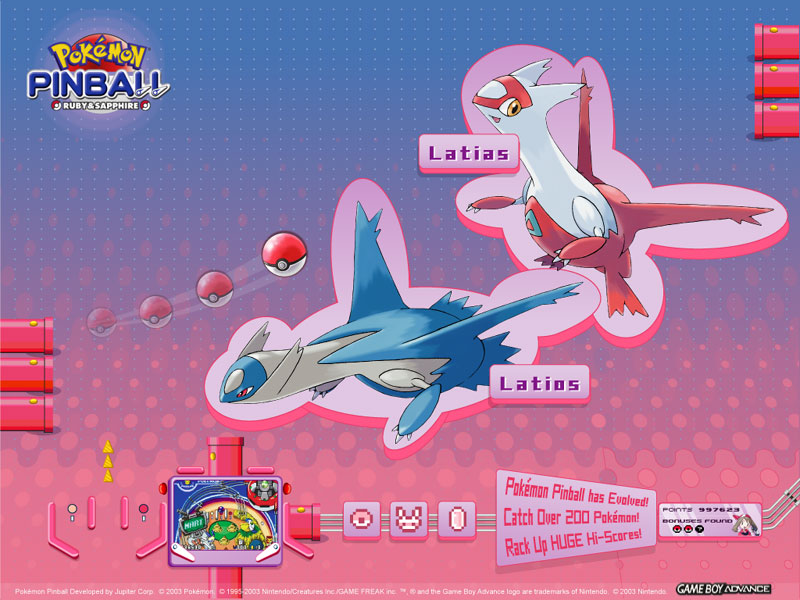 POKéMON™
PINBALL
RUBY & SAPPHIRE
Latias
Latios
MART
Pokémon Pinball has Evolved!
Catch Over 200 Pokémon!
Rack Up HUGE Hi-Scores!
POINTS 997623
BONUSES FOUND
Pokémon Pinball Developed by Jupiter Corp. © 2003 Pokémon. © 1995-2003 Nintendo/Creatures Inc./GAME FREAK inc. ™, ® and the Game Boy Advance logo are trademarks of Nintendo. © 2003 Nintendo.
GAME BOY ADVANCE